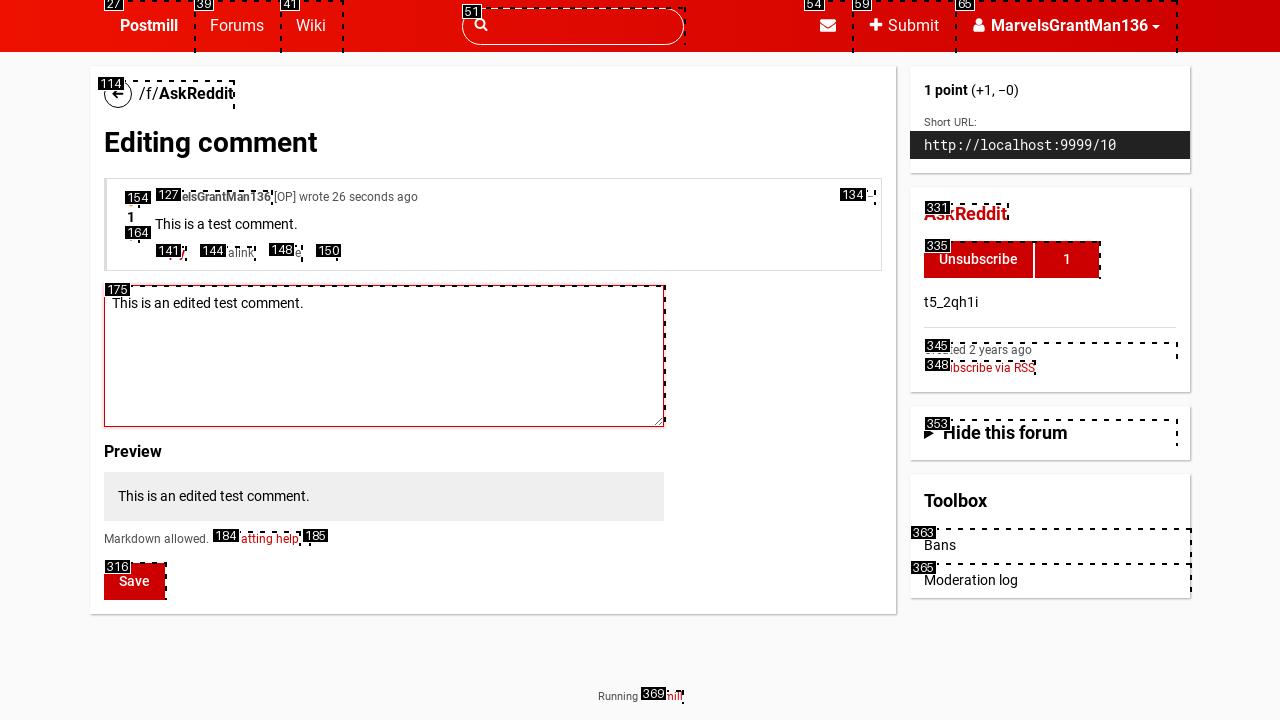 27 39 41 51 54 59 65
Postmill Forums Wiki Submit MarvelsGrantMan136
114 /f/AskReddit
Editing comment
154 127 elsGrantMan136 [OP] wrote 26 seconds ago 134
1 This is a test comment.
164 141 144 alink 148 e 150
175
This is an edited test comment.
Preview
This is an edited test comment.
Markdown allowed. 184 atting help 185
316
Save
1 point (+1, −0)
Short URL:
http://localhost:9999/10
331
AskReddit
335
Unsubscribe 1
t5_2qh1i
345 ed 2 years ago
348 bscribe via RSS
353
Hide this forum
Toolbox
363
Bans
365
Moderation log
Running 369 mill